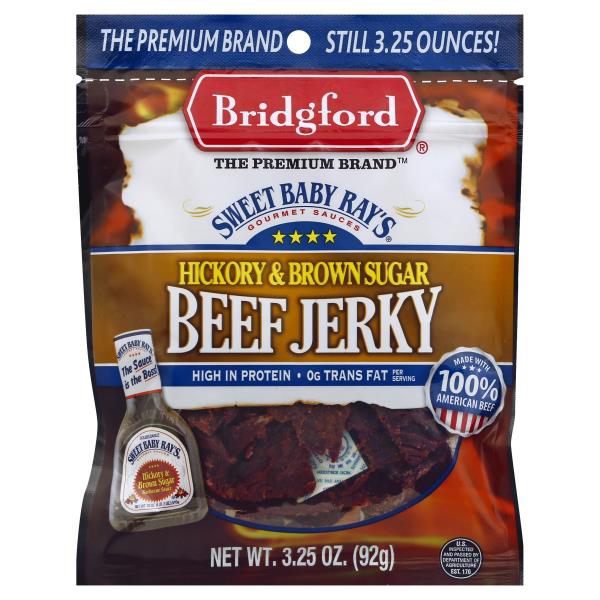 THE PREMIUM BRAND STILL 3.25 OUNCES!
Bridgford ®
THE PREMIUM BRAND™
SWEET BABY RAY'S ®
GOURMET SAUCES
HICKORY & BROWN SUGAR
BEEF JERKY
HIGH IN PROTEIN • 0g TRANS FAT PER SERVING
MADE WITH
100%
AMERICAN BEEF
SWEET BABY RAY'S
The Sauce
is the Boss!
SWEET BABY RAY'S
Hickory &
Brown Sugar
Barbecue Sauce
NET WT. 3.25 OZ. (92g)
U.S.
INSPECTED
AND PASSED BY
DEPARTMENT OF
AGRICULTURE
EST. 170